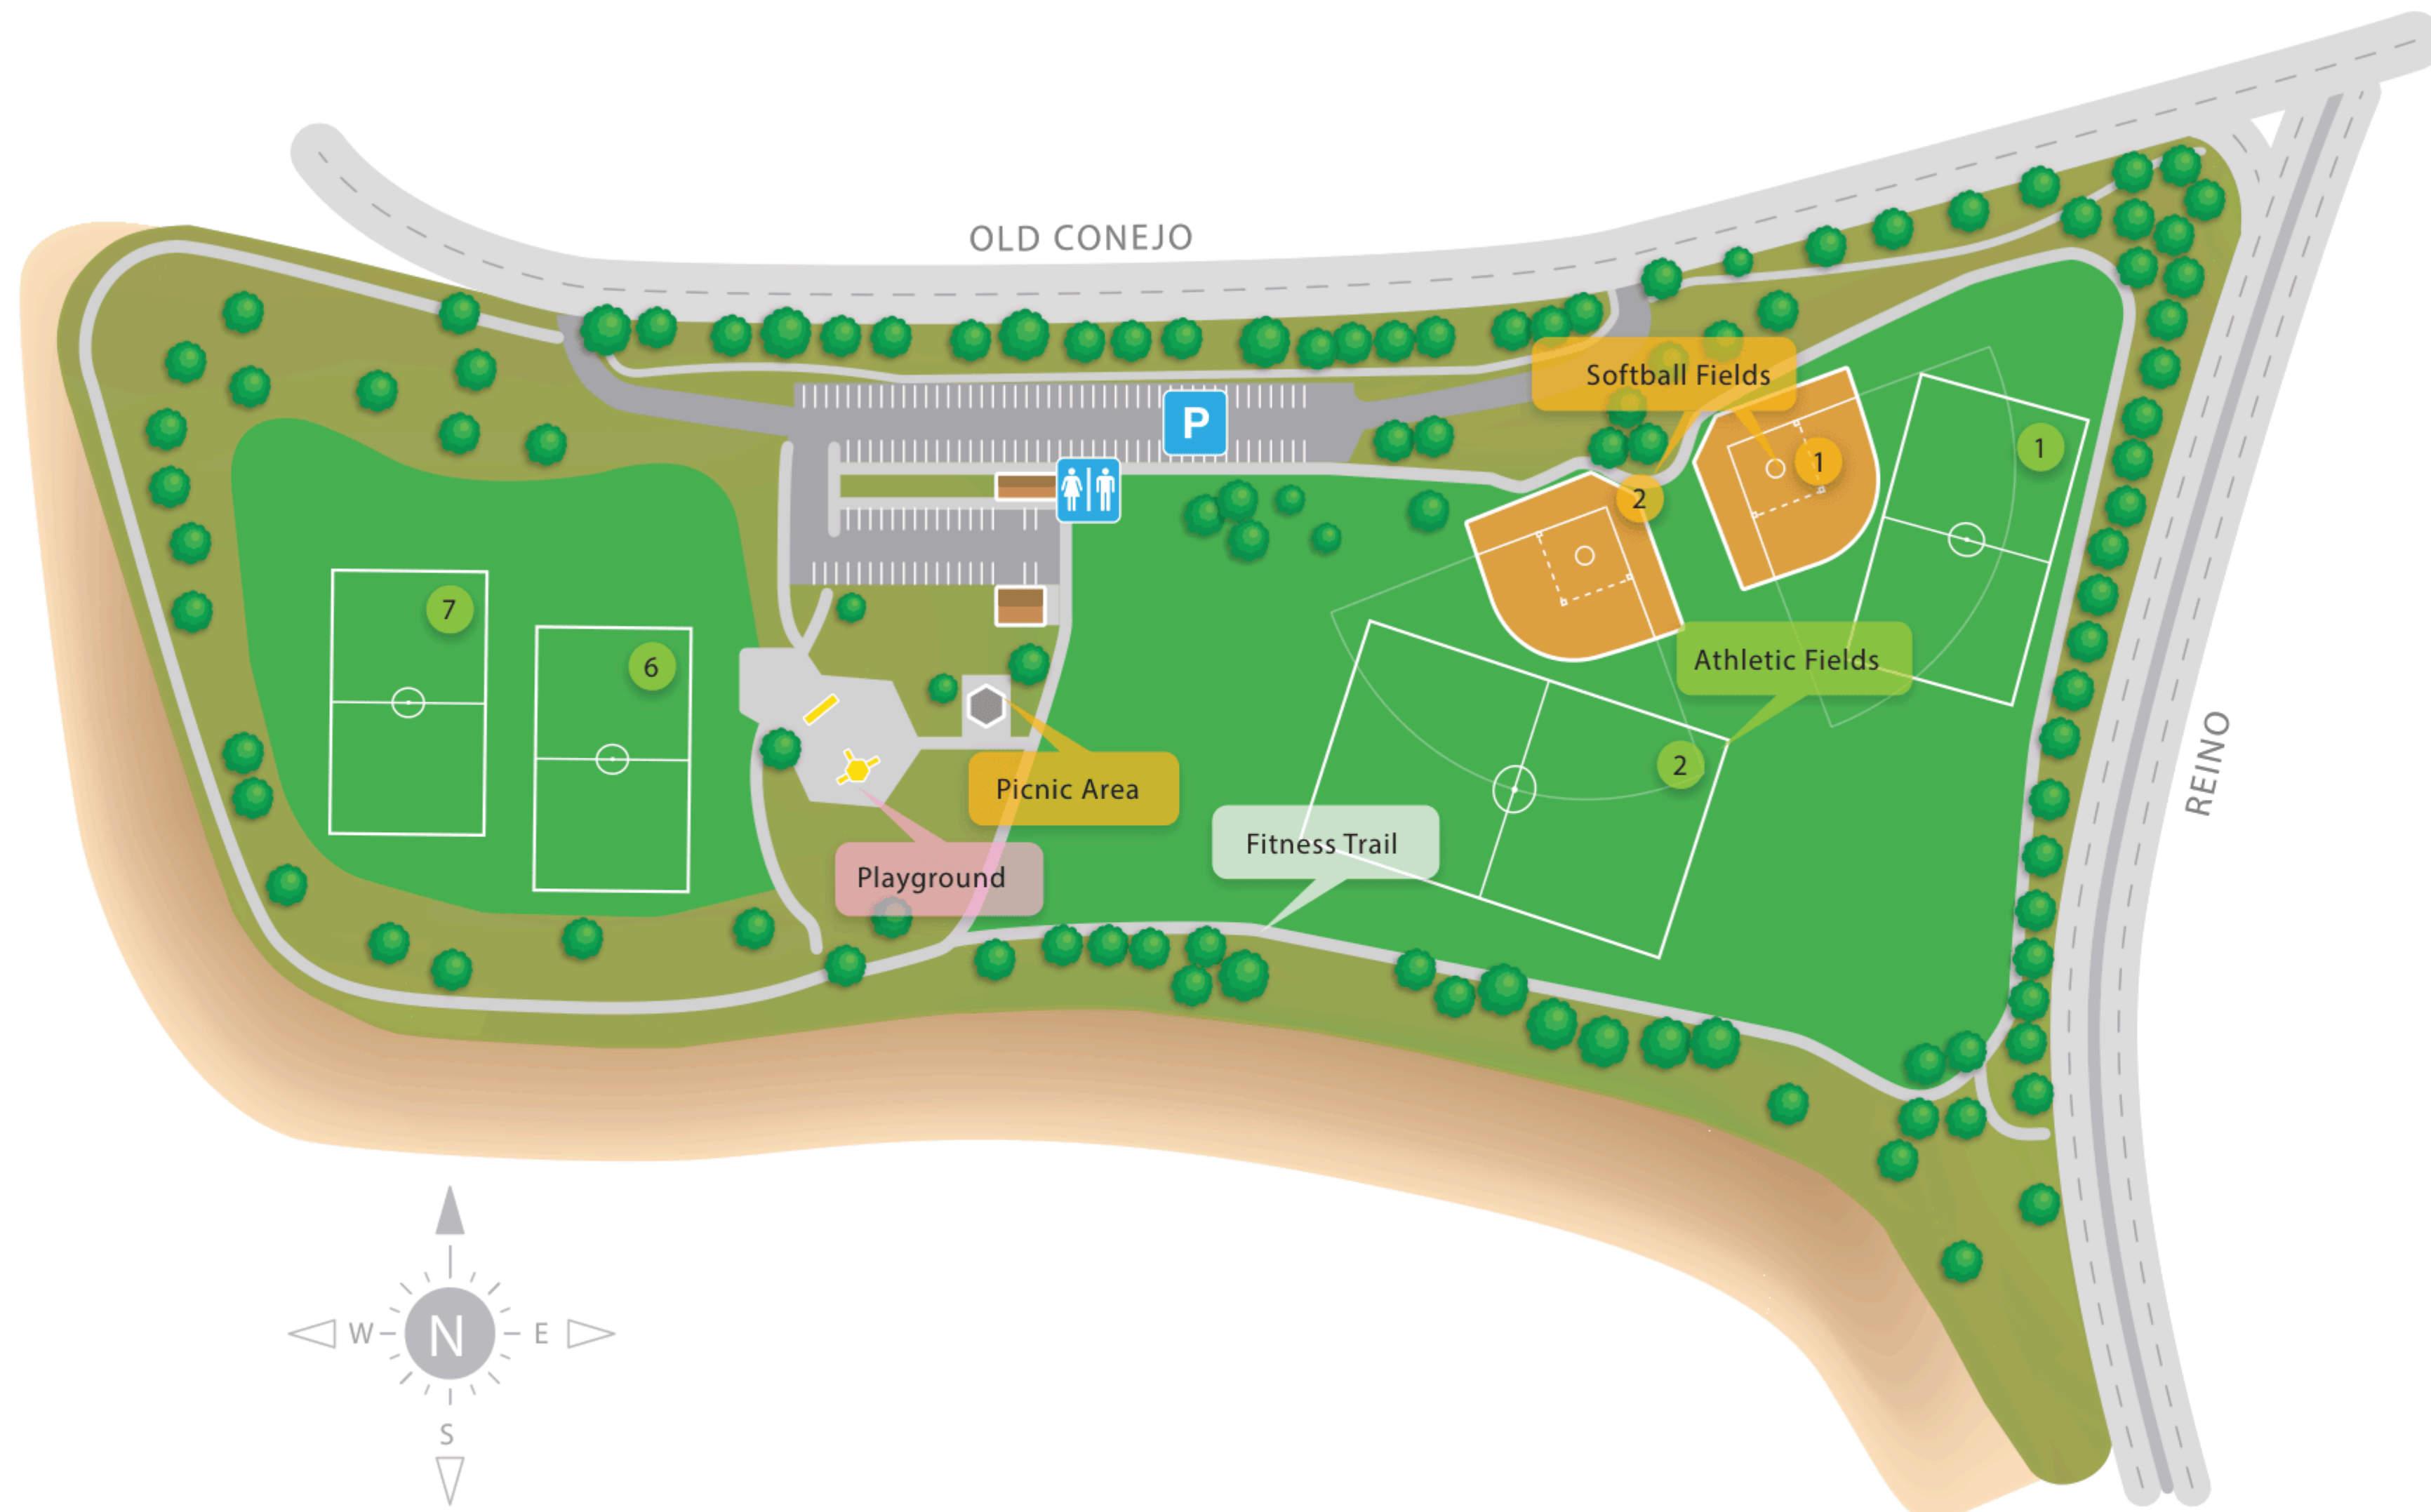 OLD CONEJO
Softball Fields
P
1
1
2
7
6
Athletic Fields
2
Picnic Area
Fitness Trail
Playground
REINO
W
N
E
S